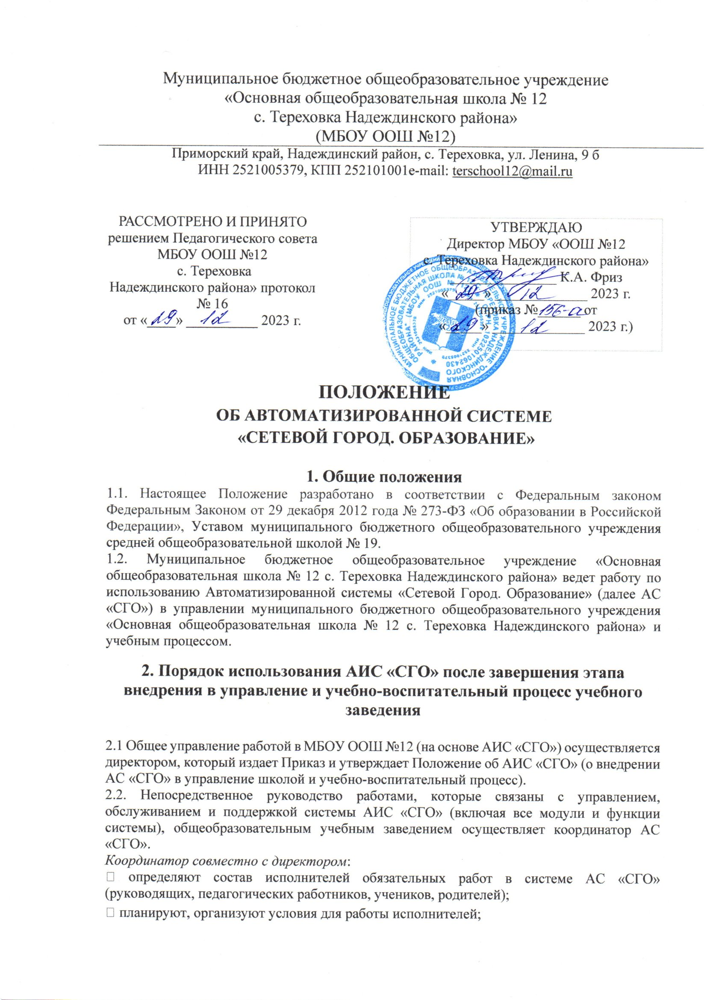 Муниципальное бюджетное общеобразовательное учреждение
«Основная общеобразовательная школа № 12
с. Тереховка Надеждинского района»
(МБОУ ООШ №12)
Приморский край, Надеждинский район, с. Тереховка, ул. Ленина, 9 б
ИНН 2521005379, КПП 252101001e-mail: terschool12@mail.ru
РАССМОТРЕНО И ПРИНЯТО
решением Педагогического совета
МБОУ ООШ №12
с. Тереховка
Надеждинского района» протокол
№ 16
от «29» 12 2023 г.
УТВЕРЖДАЮ
Директор МБОУ «ООШ №12
с. Тереховка Надеждинского района»
К.А. Фриз
«29» 12 2023 г.
(приказ № 156-а от
«29» 12 2023 г.)
ПОЛОЖЕНИЕ
ОБ АВТОМАТИЗИРОВАННОЙ СИСТЕМЕ
«СЕТЕВОЙ ГОРОД. ОБРАЗОВАНИЕ»
1. Общие положения
1.1. Настоящее Положение разработано в соответствии с Федеральным законом
Федеральным Законом от 29 декабря 2012 года № 273-ФЗ «Об образовании в Российской
Федерации», Уставом муниципального бюджетного общеобразовательного учреждения
средней общеобразовательной школой № 19.
1.2. Муниципальное бюджетное общеобразовательное учреждение «Основная
общеобразовательная школа № 12 с. Тереховка Надеждинского района» ведет работу по
использованию Автоматизированной системы «Сетевой Город. Образование» (далее АС
«СГО») в управлении муниципального бюджетного общеобразовательного учреждения
«Основная общеобразовательная школа № 12 с. Тереховка Надеждинского района» и
учебным процессом.
2. Порядок использования АИС «СГО» после завершения этапа
внедрения в управление и учебно-воспитательный процесс учебного
заведения
2.1 Общее управление работой в МБОУ ООШ №12 (на основе АИС «СГО») осуществляется
директором, который издает Приказ и утверждает Положение об АИС «СГО» (о внедрении
АС «СГО» в управление школой и учебно-воспитательный процесс).
2.2. Непосредственное руководство работами, которые связаны с управлением,
обслуживанием и поддержкой системы АИС «СГО» (включая все модули и функции
системы), общеобразовательным учебным заведением осуществляет координатор АС
«СГО».
Координатор совместно с директором:
определяют состав исполнителей обязательных работ в системе АС «СГО»
(руководящих, педагогических работников, учеников, родителей);
планируют, организуют условия для работы исполнителей;